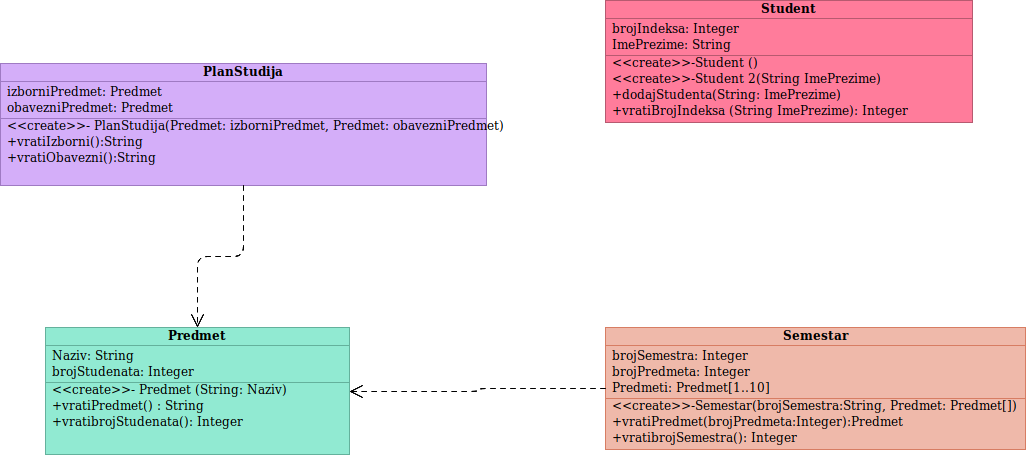 Student
brojIndeksa: Integer
ImePrezime: String
<<create>>-Student ()
<<create>>-Student 2(String ImePrezime)
+dodajStudenta(String: ImePrezime)
+vratiBrojIndeksa (String ImePrezime): Integer
PlanStudija
izborniPredmet: Predmet
obavezniPredmet: Predmet
<<create>>- PlanStudija(Predmet: izborniPredmet, Predmet: obavezniPredmet)
+vratiIzborni():String
+vratiObavezni():String
Predmet
Naziv: String
brojStudenata: Integer
<<create>>- Predmet (String: Naziv)
+vratiPredmet() : String
+vratibrojStudenata(): Integer
Semestar
brojSemestra: Integer
brojPredmeta: Integer
Predmeti: Predmet[1..10]
<<create>>-Semestar(brojSemestra:String, Predmet: Predmet[])
+vratiPredmet(brojPredmeta:Integer):Predmet
+vratibrojSemestra(): Integer